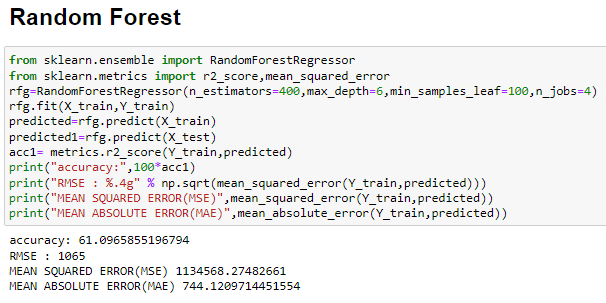 Random Forest
from sklearn.ensemble import RandomForestRegressor
from sklearn.metrics import r2_score,mean_squared_error
rfg=RandomForestRegressor(n_estimators=400,max_depth=6,min_samples_leaf=100,n_jobs=4)
rfg.fit(X_train,Y_train)
predicted=rfg.predict(X_train)
predicted1=rfg.predict(X_test)
acc1= metrics.r2_score(Y_train,predicted)
print("accuracy:",100*acc1)
print("RMSE : %.4g" % np.sqrt(mean_squared_error(Y_train,predicted)))
print("MEAN SQUARED ERROR(MSE)",mean_squared_error(Y_train,predicted))
print("MEAN ABSOLUTE ERROR(MAE)",mean_absolute_error(Y_train,predicted))
accuracy: 61.0965855196794
RMSE : 1065
MEAN SQUARED ERROR(MSE) 1134568.27482661
MEAN ABSOLUTE ERROR(MAE) 744.1209714451554